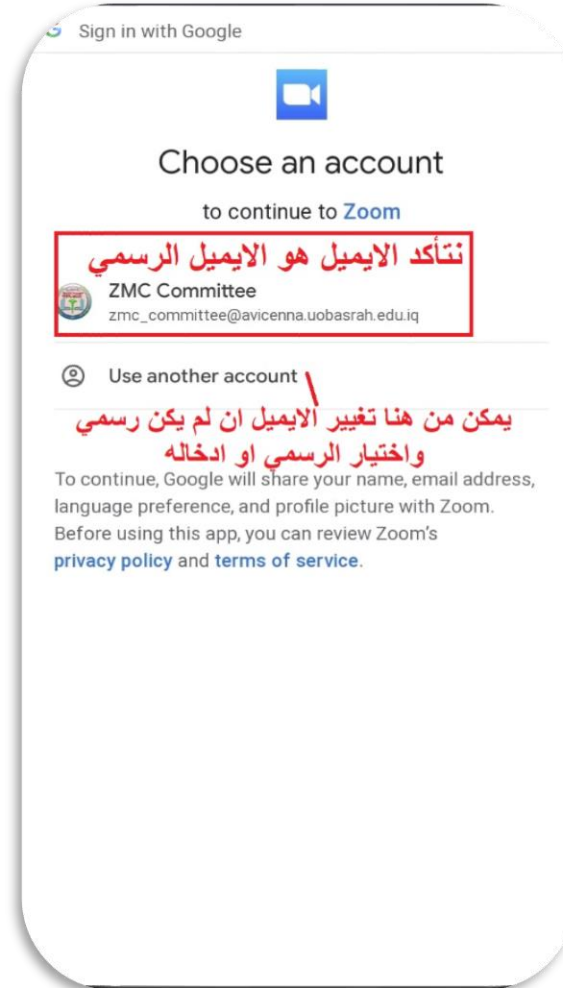 Sign in with Google
Choose an account
to continue to Zoom
نتأكد الايميل هو الايميل الرسمي
ZMC Committee
zmc_committee@avicenna.uobasrah.edu.iq
Use another account
يمكن من هنا تغيير الايميل ان لم يكن رسمي
واختيار الرسمي او ادخاله
To continue, Google will share your name, email address,
language preference, and profile picture with Zoom.
Before using this app, you can review Zoom's
privacy policy and terms of service.